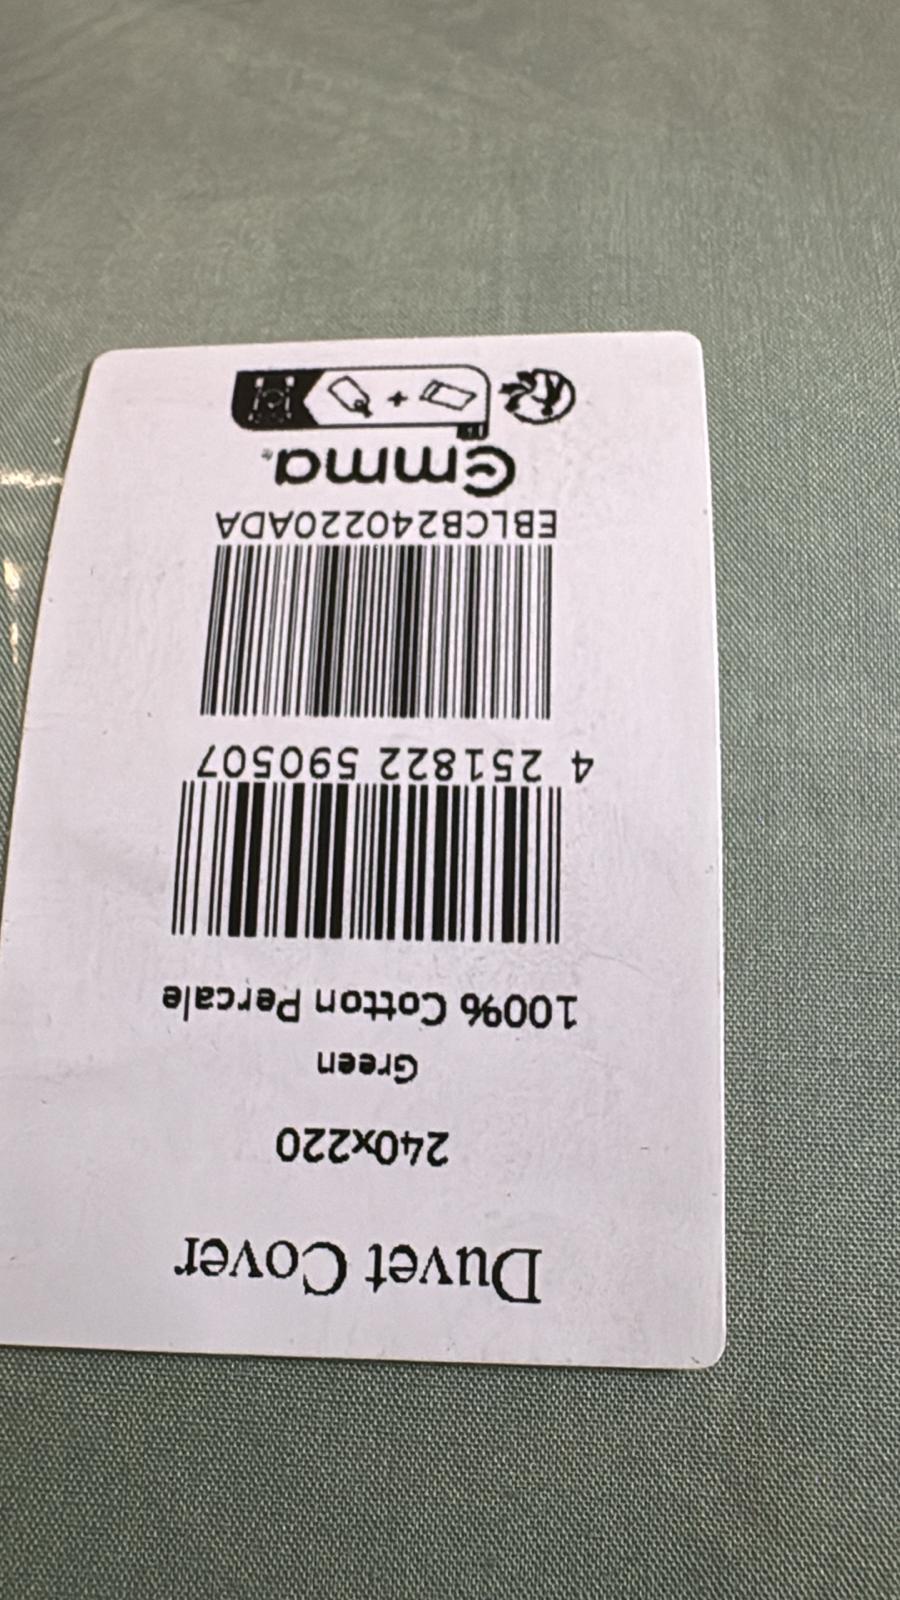 Duvet Cover
240x220
Green
100% Cotton Percale
4 251822 590507
EBLCB240220ADA
emma